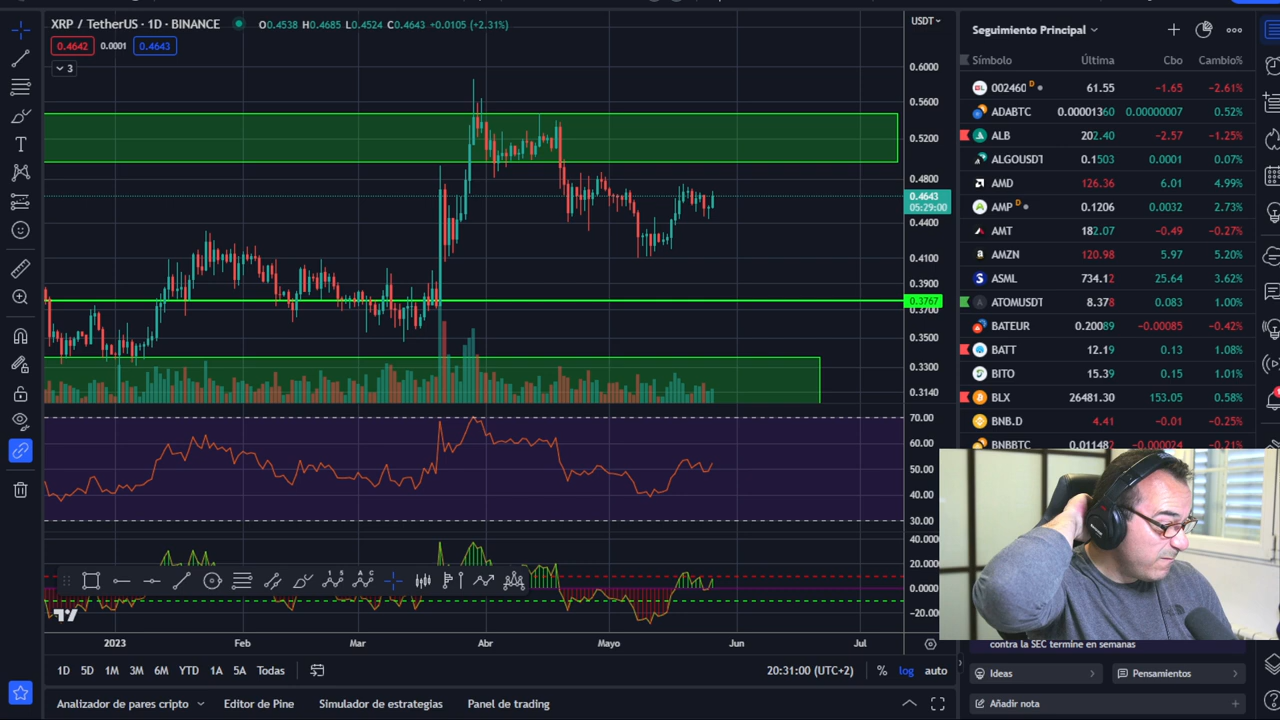 XRP / TetherUS · 1D · BINANCE O0.4538 H0.4685 L0.4524 C0.4643 +0.0105 (+2.31%)
0.4642 0.0001 0.4643
3
USDT
0.6000
0.5600
0.5200
0.4800
0.4643
05:29:00
0.4400
0.4100
0.3900
0.3767
0.3700
0.3500
0.3300
0.3140
70.00
60.00
50.00
40.00
30.00
40.0000
20.0000
0.0000
−20.00
2023 Feb Mar Abr Mayo Jun Jul
1D 5D 1M 3M 6M YTD 1A 5A Todas 20:31:00 (UTC+2) % log auto
Analizador de pares cripto Editor de Pine Simulador de estrategias Panel de trading
Seguimiento Principal
Símbolo Última Cbo Cambio%
002460 D 61.55 −1.65 −2.61%
ADABTC 0.00001360 0.00000007 0.52%
ALB 202.40 −2.57 −1.25%
ALGOUSDT 0.1503 0.0001 0.07%
AMD 126.36 6.01 4.99%
AMP D 0.1206 0.0032 2.73%
AMT 182.07 −0.49 −0.27%
AMZN 120.98 5.97 5.20%
ASML 734.12 25.64 3.62%
ATOMUSDT 8.378 0.083 1.00%
BATEUR 0.20089 −0.00085 −0.42%
BATT 12.19 0.13 1.08%
BITO 15.39 0.15 1.01%
BLX 26481.30 153.05 0.58%
BNB.D 4.41 −0.01 −0.25%
BNBBTC 0.011482 −0.000024 −0.21%
contra la SEC termine en semanas
Ideas Pensamientos
Añadir nota